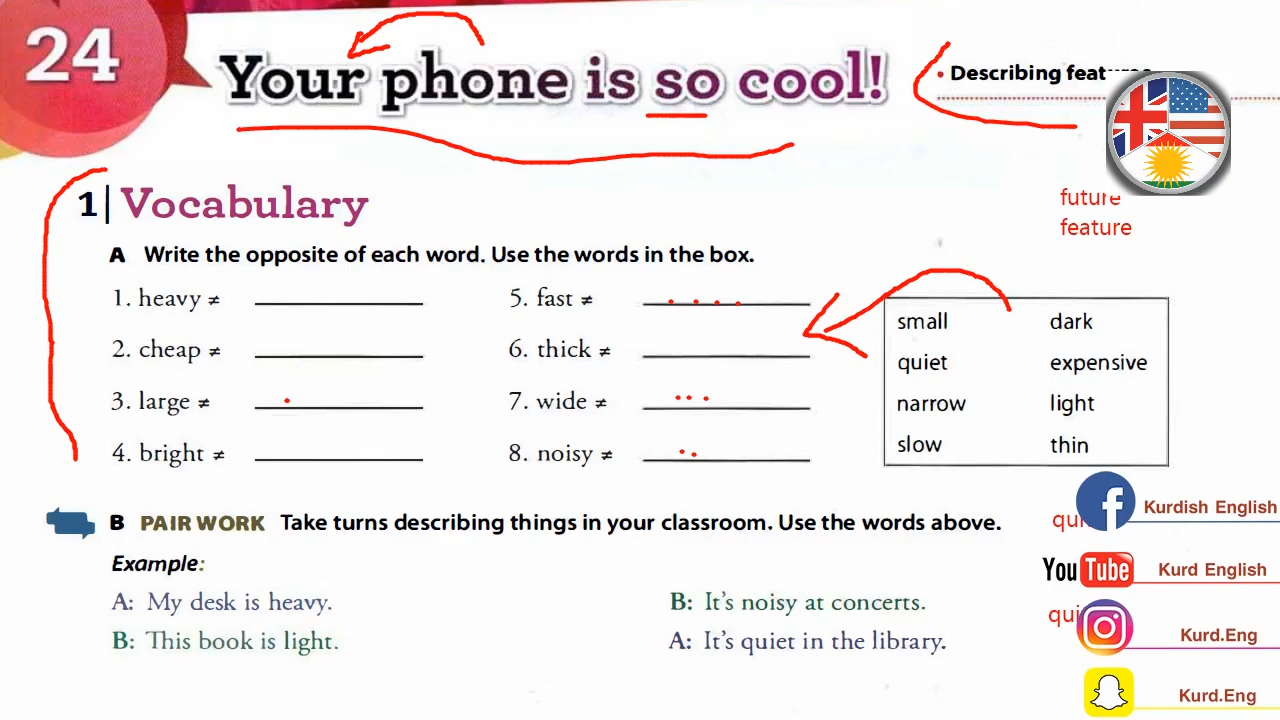 24
Your phone is so cool!
• Describing
future
feature
1 | Vocabulary
A Write the opposite of each word. Use the words in the box.
1. heavy ≠
2. cheap ≠
3. large ≠
4. bright ≠
5. fast ≠
6. thick ≠
7. wide ≠
8. noisy ≠
small dark
quiet expensive
narrow light
slow thin
B PAIR WORK Take turns describing things in your classroom. Use the words above.
Example:
A: My desk is heavy.
B: This book is light.
B: It's noisy at concerts.
A: It's quiet in the library.
Kurdish English
YouTube Kurd English
Kurd.Eng
Kurd.Eng